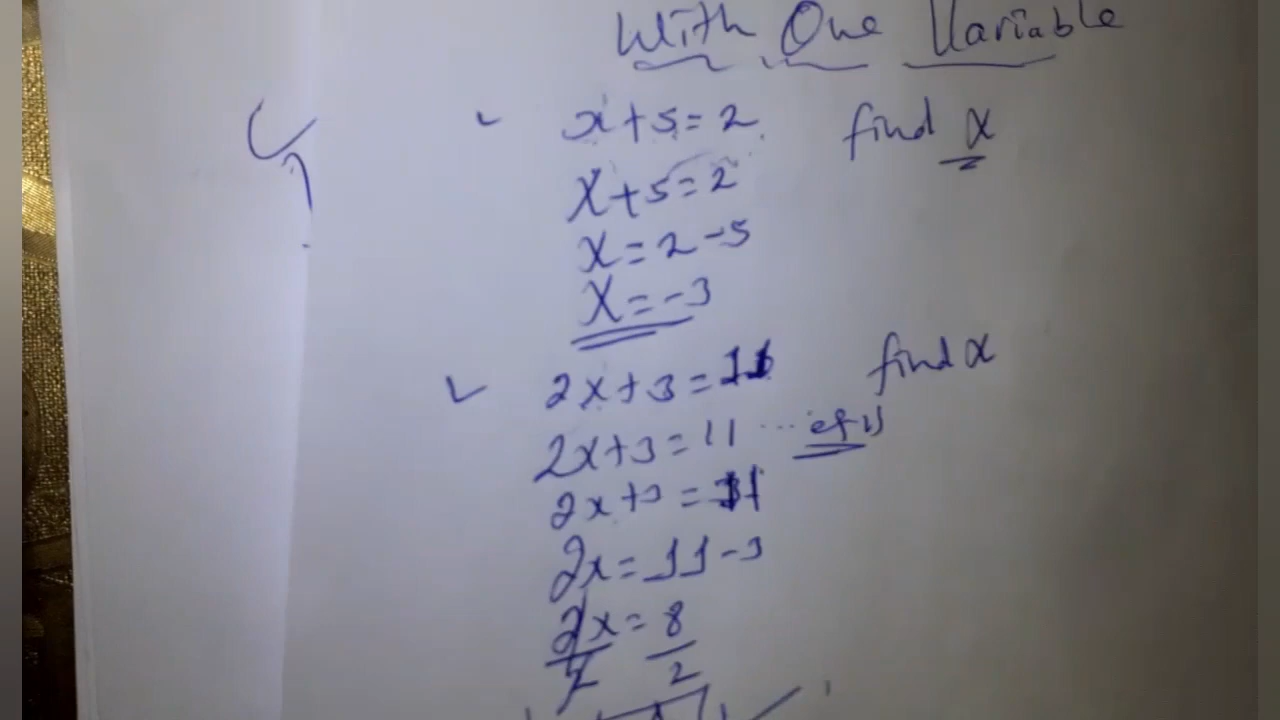 With One Variable
x+5=2 find x
x+5=2
x=2-5
x=-3
2x+3=11 find x
2x+3=11 ...
2x+3=11
2x=11-3
2x=8
2 2